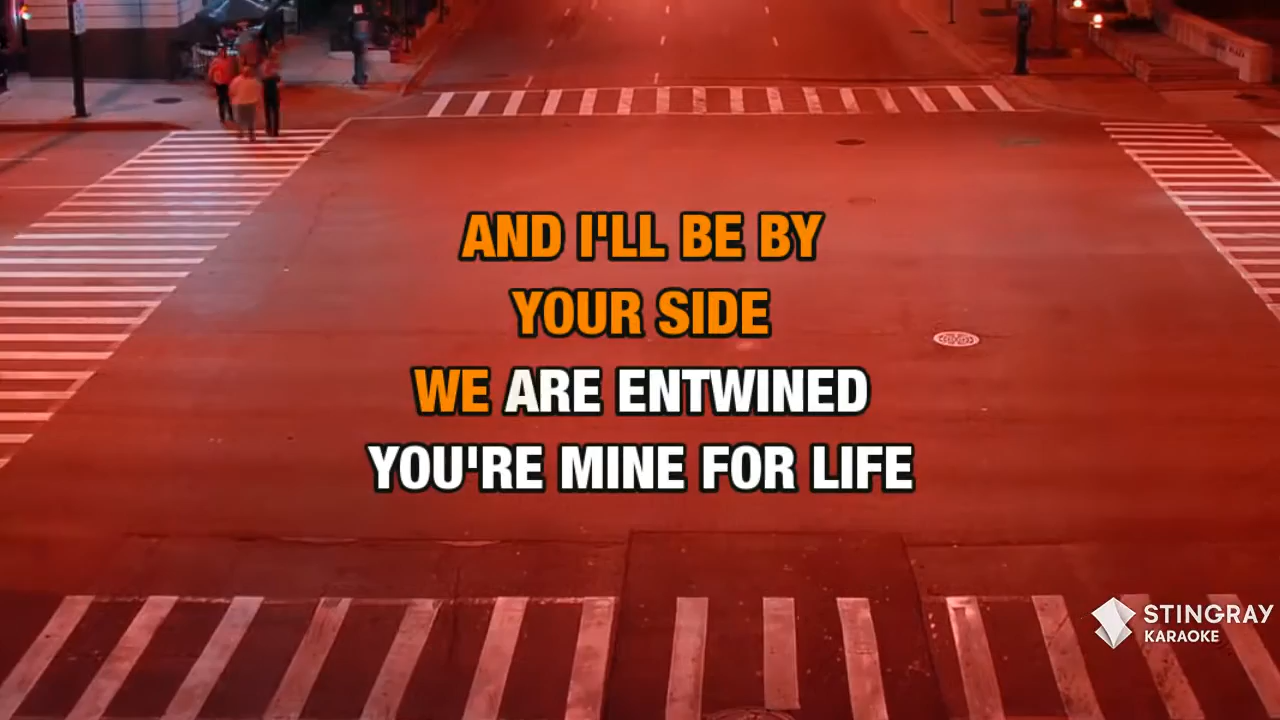 AND I'LL BE BY
YOUR SIDE
WE ARE ENTWINED
YOU'RE MINE FOR LIFE
STINGRAY
KARAOKE